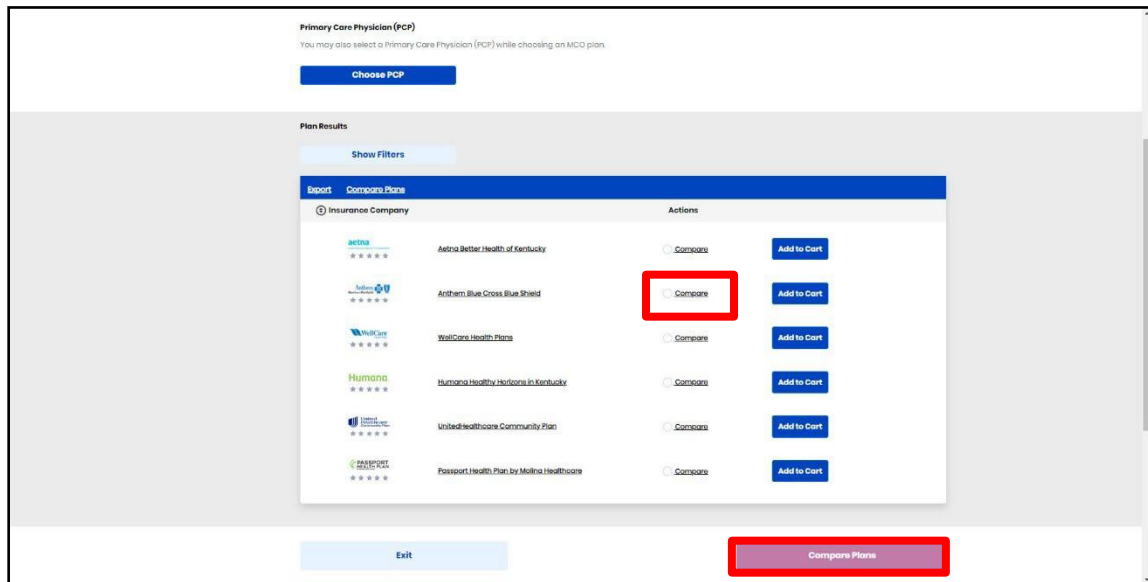 Primary Care Physician (PCP)
You may also select a Primary Care Physician (PCP) while choosing an MCO plan.
Choose PCP
Plan Results
Show Filters
Export Compare Plans
Insurance Company Actions
aetna
Aetna Better Health of Kentucky Compare Add to Cart
Anthem
Anthem Blue Cross Blue Shield Compare Add to Cart
WellCare
WellCare Health Plans Compare Add to Cart
Humana
Humana Healthy Horizons in Kentucky Compare Add to Cart
United Healthcare
UnitedHealthcare Community Plan Compare Add to Cart
PASSPORT
HEALTH PLAN
Passport Health Plan by Molina Healthcare Compare Add to Cart
Exit Compare Plans